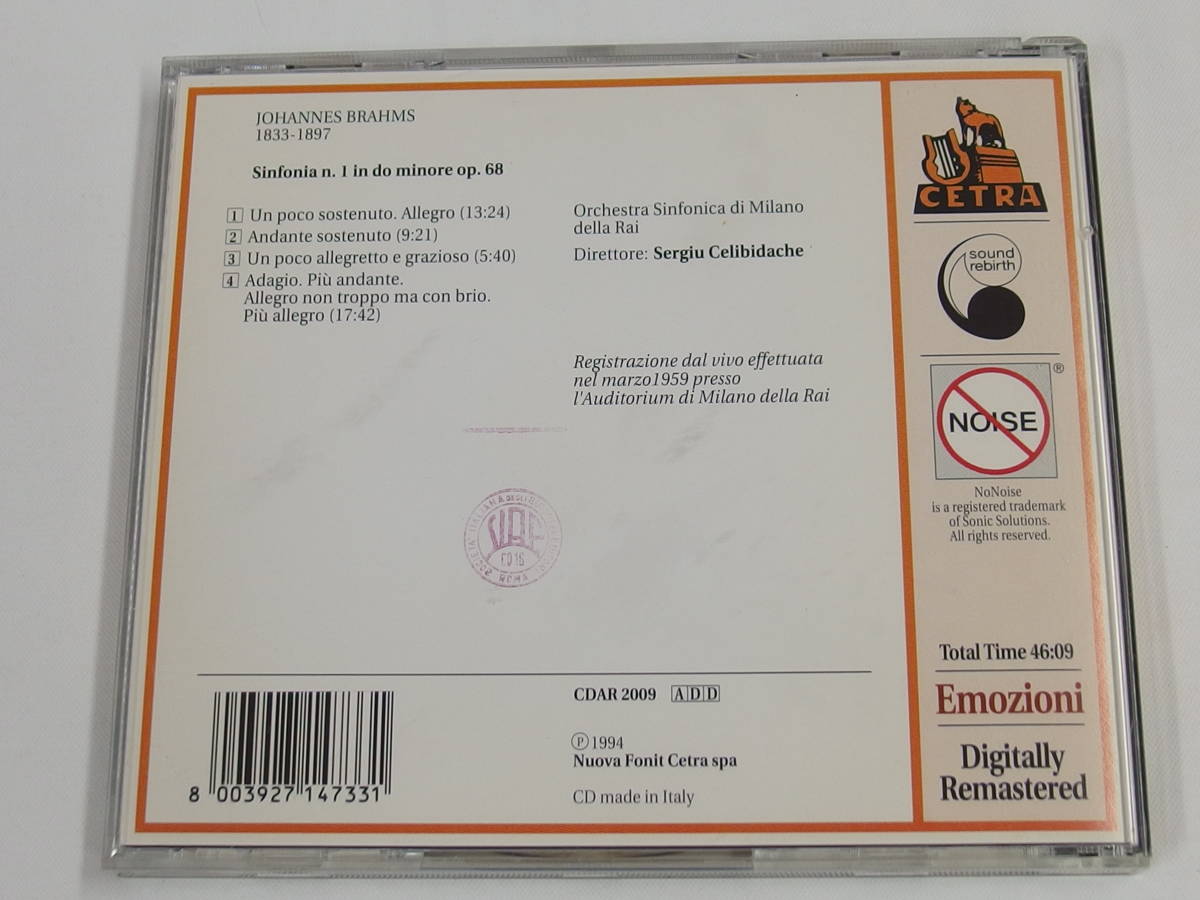 JOHANNES BRAHMS
1833-1897
Sinfonia n. 1 in do minore op. 68
1 Un poco sostenuto. Allegro (13:24)
2 Andante sostenuto (9:21)
3 Un poco allegretto e grazioso (5:40)
4 Adagio. Più andante.
Allegro non troppo ma con brio.
Più allegro (17:42)
Orchestra Sinfonica di Milano
della Rai
Direttore: Sergiu Celibidache
Registrazione dal vivo effettuata
nel marzo1959 presso
l'Auditorium di Milano della Rai
SOCIETÀ ITALIANA DEGLI
ROMA
CDAR 2009 ADD
℗ 1994
Nuova Fonit Cetra spa
CD made in Italy
8 003927 147331
CETRA
sound
rebirth
NOISE
®
NoNoise
is a registered trademark
of Sonic Solutions.
All rights reserved.
Total Time 46:09
Emozioni
Digitally
Remastered